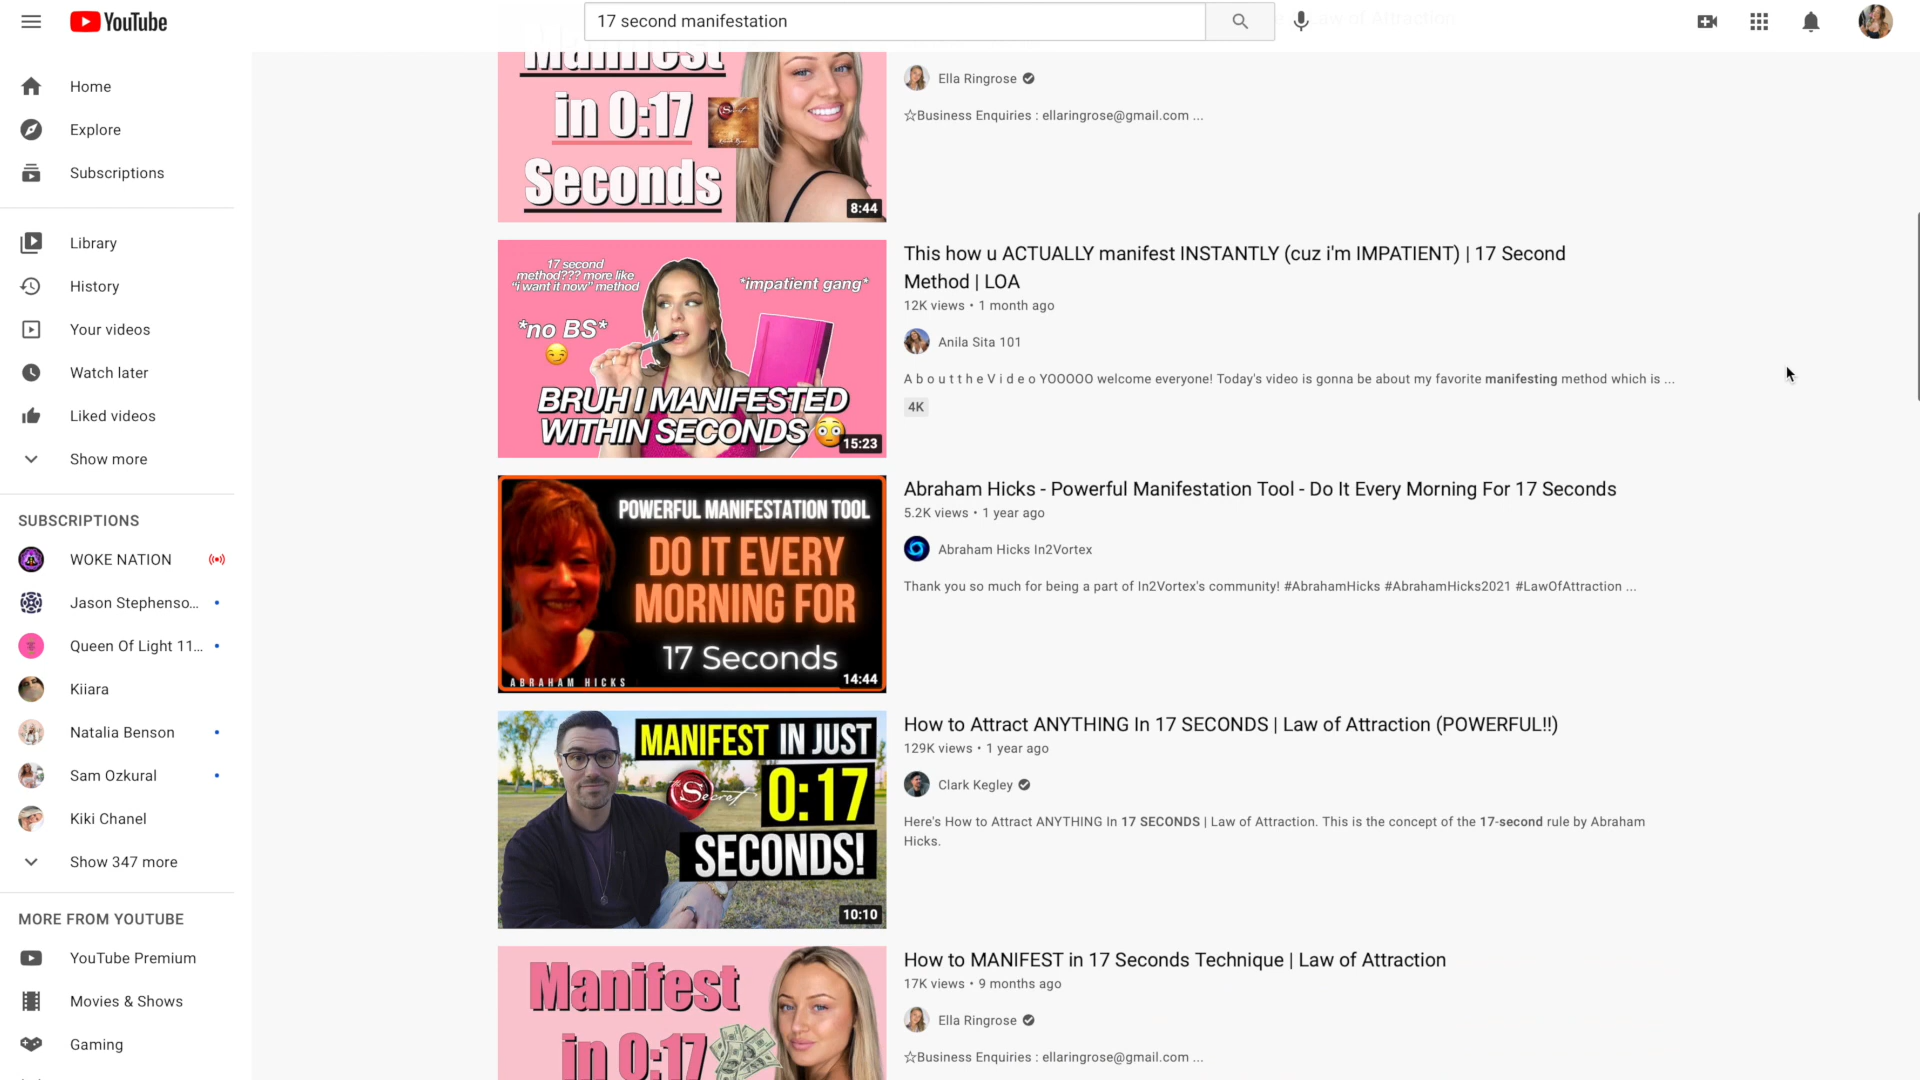 YouTube
17 second manifestation
Home
Explore
Subscriptions
Library
History
Your videos
Watch later
Liked videos
Show more
SUBSCRIPTIONS
WOKE NATION
Jason Stephenso...
Queen Of Light 11...
Kiiara
Natalia Benson
Sam Ozkural
Kiki Chanel
Show 347 more
MORE FROM YOUTUBE
YouTube Premium
Movies & Shows
Gaming
Manifest
in 0:17
Seconds
8:44
Law of Attraction
Ella Ringrose
☆Business Enquiries : ellaringrose@gmail.com ...
17 second
method??? more like
"i want it now" method
*impatient gang*
*no BS*
BRUH I MANIFESTED
WITHIN SECONDS
15:23
This how u ACTUALLY manifest INSTANTLY (cuz i'm IMPATIENT) | 17 Second
Method | LOA
12K views • 1 month ago
Anila Sita 101
A b o u t t h e V i d e o YOOOOO welcome everyone! Today's video is gonna be about my favorite manifesting method which is ...
4K
POWERFUL MANIFESTATION TOOL
DO IT EVERY
MORNING FOR
17 Seconds
ABRAHAM HICKS
14:44
Abraham Hicks - Powerful Manifestation Tool - Do It Every Morning For 17 Seconds
5.2K views • 1 year ago
Abraham Hicks In2Vortex
Thank you so much for being a part of In2Vortex's community! #AbrahamHicks #AbrahamHicks2021 #LawOfAttraction ...
MANIFEST IN JUST
The Secret
0:17
SECONDS!
10:10
How to Attract ANYTHING In 17 SECONDS | Law of Attraction (POWERFUL!!)
129K views • 1 year ago
Clark Kegley
Here's How to Attract ANYTHING In 17 SECONDS | Law of Attraction. This is the concept of the 17-second rule by Abraham
Hicks.
Manifest
in 0:17
How to MANIFEST in 17 Seconds Technique | Law of Attraction
17K views • 9 months ago
Ella Ringrose
☆Business Enquiries : ellaringrose@gmail.com ...